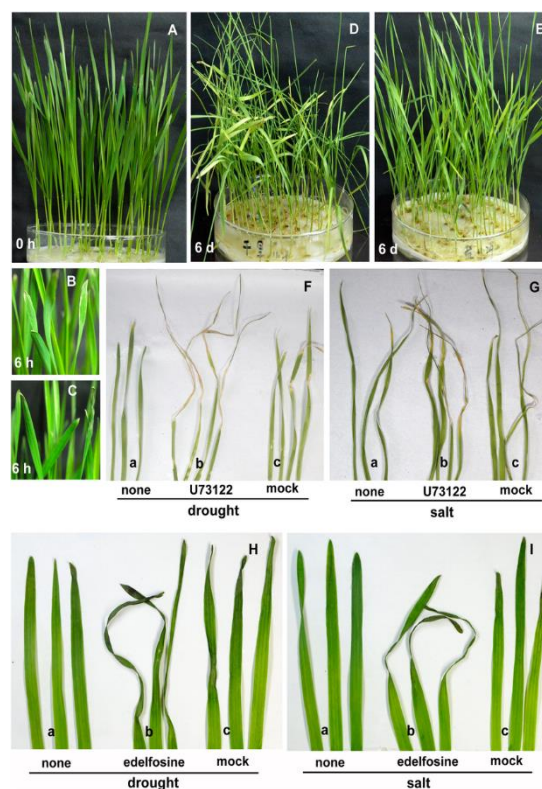 A
D
E
0 h
6 d
6 d
B
6 h
C
6 h
F
a
b
c
none
U73122
mock
drought
G
a
b
c
none
U73122
mock
salt
H
a
b
c
none
edelfosine
mock
drought
I
a
b
c
none
edelfosine
mock
salt